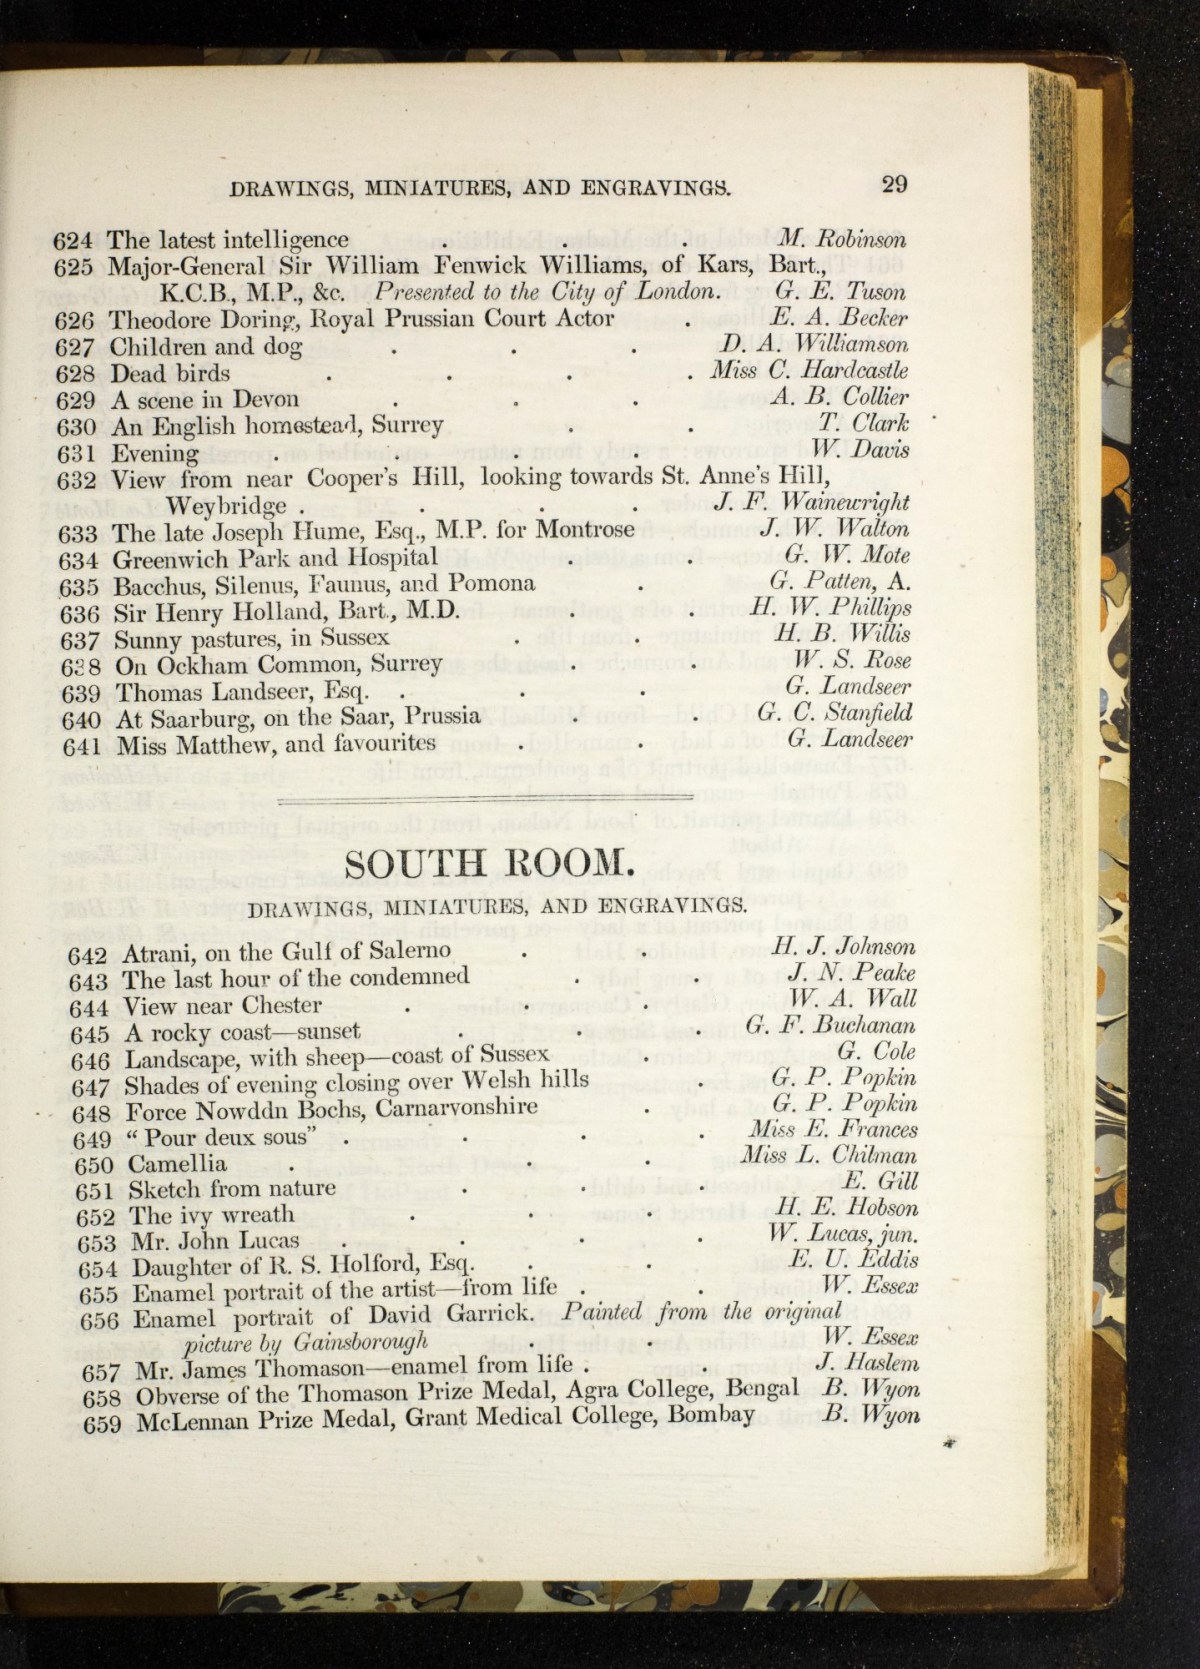 DRAWINGS, MINIATURES, AND ENGRAVINGS. 29
624 The latest intelligence . . . M. Robinson
625 Major-General Sir William Fenwick Williams, of Kars, Bart.,
K.C.B., M.P., &c. Presented to the City of London. G. E. Tuson
626 Theodore Doring, Royal Prussian Court Actor . E. A. Becker
627 Children and dog . . . D. A. Williamson
628 Dead birds . . . . Miss C. Hardcastle
629 A scene in Devon . . . A. B. Collier
630 An English homestead, Surrey . . T. Clark
631 Evening . . . . W. Davis
632 View from near Cooper's Hill, looking towards St. Anne's Hill,
Weybridge . . . . J. F. Wainewright
633 The late Joseph Hume, Esq., M.P. for Montrose J. W. Walton
634 Greenwich Park and Hospital . . G. W. Mote
635 Bacchus, Silenus, Faunus, and Pomona . G. Patten, A.
636 Sir Henry Holland, Bart., M.D. . . H. W. Phillips
637 Sunny pastures, in Sussex . . H. B. Willis
638 On Ockham Common, Surrey . . W. S. Rose
639 Thomas Landseer, Esq. . . . G. Landseer
640 At Saarburg, on the Saar, Prussia . . G. C. Stanfield
641 Miss Matthew, and favourites . . G. Landseer
SOUTH ROOM.
DRAWINGS, MINIATURES, AND ENGRAVINGS.
642 Atrani, on the Gulf of Salerno . . H. J. Johnson
643 The last hour of the condemned . . J. N. Peake
644 View near Chester . . . W. A. Wall
645 A rocky coast—sunset . . . G. F. Buchanan
646 Landscape, with sheep—coast of Sussex . G. Cole
647 Shades of evening closing over Welsh hills . G. P. Popkin
648 Force Nowddn Bochs, Carnarvonshire . G. P. Popkin
649 “Pour deux sous” . . . . Miss E. Frances
650 Camellia . . . Miss L. Chilman
651 Sketch from nature . . . E. Gill
652 The ivy wreath . . . H. E. Hobson
653 Mr. John Lucas . . . . W. Lucas, jun.
654 Daughter of R. S. Holford, Esq. . . E. U. Eddis
655 Enamel portrait of the artist—from life . . W. Essex
656 Enamel portrait of David Garrick. Painted from the original
picture by Gainsborough . . W. Essex
657 Mr. James Thomason—enamel from life . . J. Haslem
658 Obverse of the Thomason Prize Medal, Agra College, Bengal B. Wyon
659 McLennan Prize Medal, Grant Medical College, Bombay B. Wyon